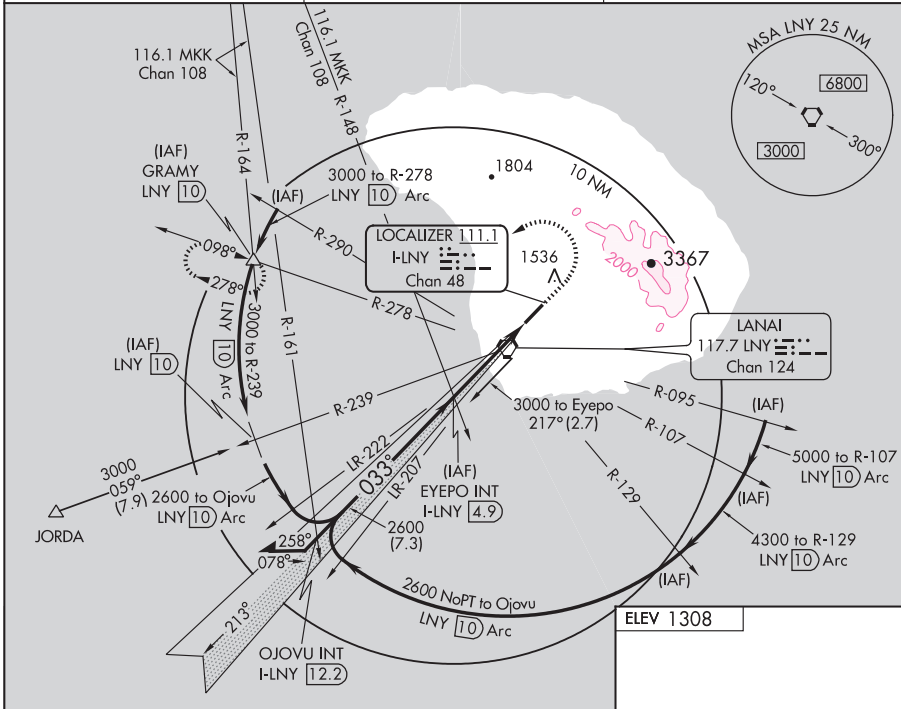 116.1 MKK
Chan 108
116.1 MKK
Chan 108
R-148
R-164
R-161
MSA LNY 25 NM
120°
6800
3000
300°
(IAF)
GRAMY
LNY 10
(IAF)
3000 to R-278
LNY 10 Arc
1804
10 NM
R-290
LOCALIZER 111.1
I-LNY
Chan 48
1536
2000
3367
098°
278°
R-278
3000 to R-239
LNY 10 Arc
LANAI
117.7 LNY
Chan 124
(IAF)
LNY 10
R-239
3000 to Eyepo
217° (2.7)
R-095
(IAF)
R-107
5000 to R-107
LNY 10 Arc
(IAF)
R-129
4300 to R-129
LNY 10 Arc
(IAF)
LR-222
033°
LR-207
(IAF)
EYEPO INT
I-LNY 4.9
3000
059°
(7.9)
JORDA
2600 to Ojovu
LNY 10 Arc
2600
(7.3)
258°
078°
2600 NoPT to Ojovu
LNY 10 Arc
213°
OJOVU INT
I-LNY 12.2
ELEV 1308